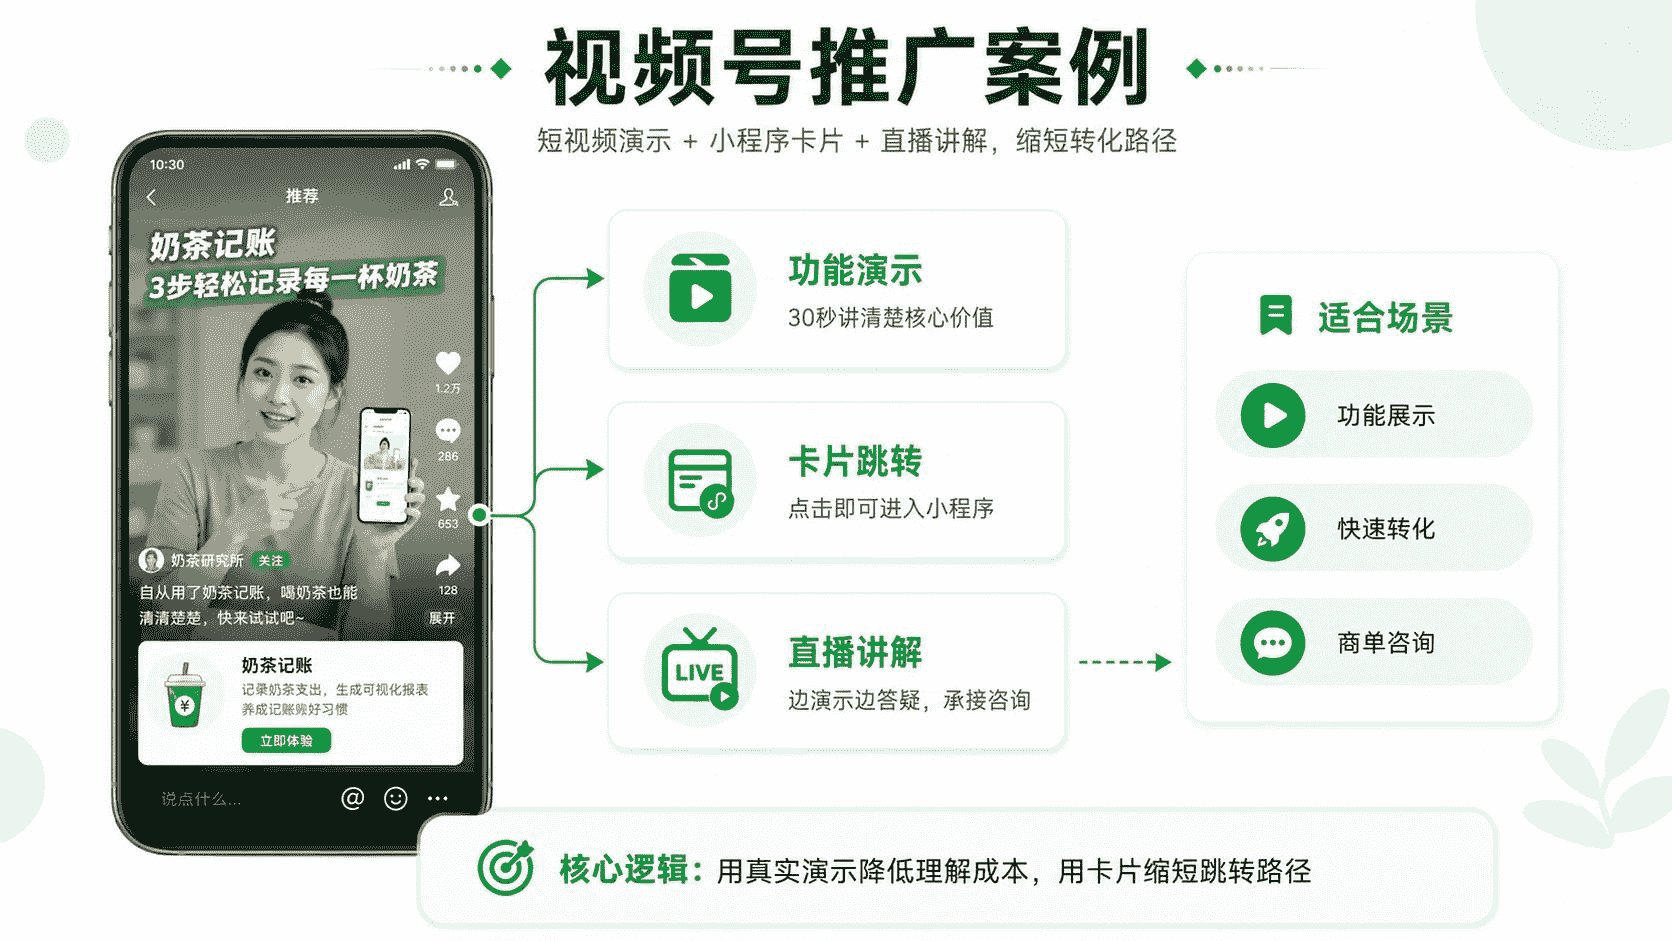 视频号推广案例
短视频演示 + 小程序卡片 + 直播讲解，缩短转化路径
10:30
推荐
奶茶记账
3步轻松记录每一杯奶茶
1.2万
286
653
奶茶研究所 关注
128
自从用了奶茶记账，喝奶茶也能
清清楚楚，快来试试吧~
展开
奶茶记账
记录奶茶支出，生成可视化报表
养成记账账好习惯
¥
立即体验
说点什么...
@
功能演示
30秒讲清楚核心价值
卡片跳转
点击即可进入小程序
LIVE
直播讲解
边演示边答疑，承接咨询
适合场景
功能展示
快速转化
商单咨询
核心逻辑：用真实演示降低理解成本，用卡片缩短跳转路径